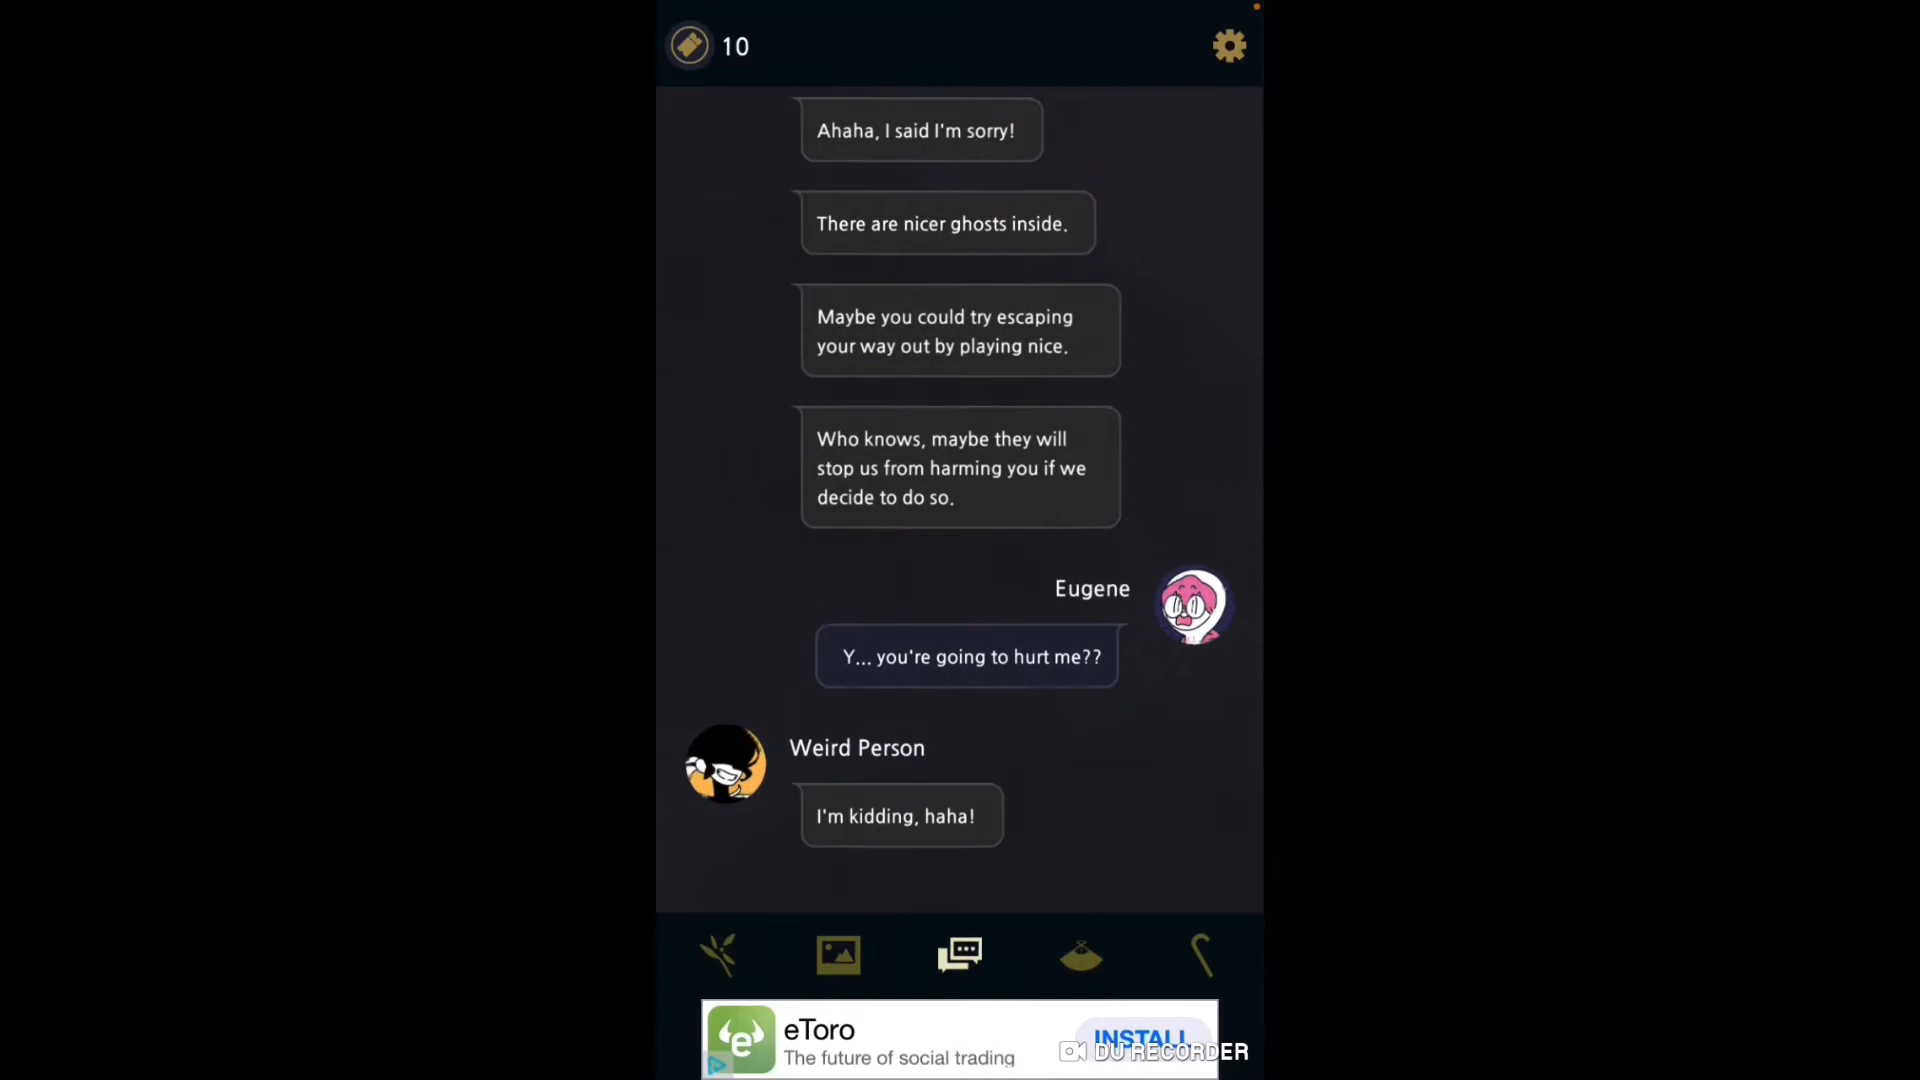 10
Ahaha, I said I'm sorry!
There are nicer ghosts inside.
Maybe you could try escaping
your way out by playing nice.
Who knows, maybe they will
stop us from harming you if we
decide to do so.
Eugene
Y... you're going to hurt me??
Weird Person
I'm kidding, haha!
e
eToro
The future of social trading
INSTALL
DU RECORDER